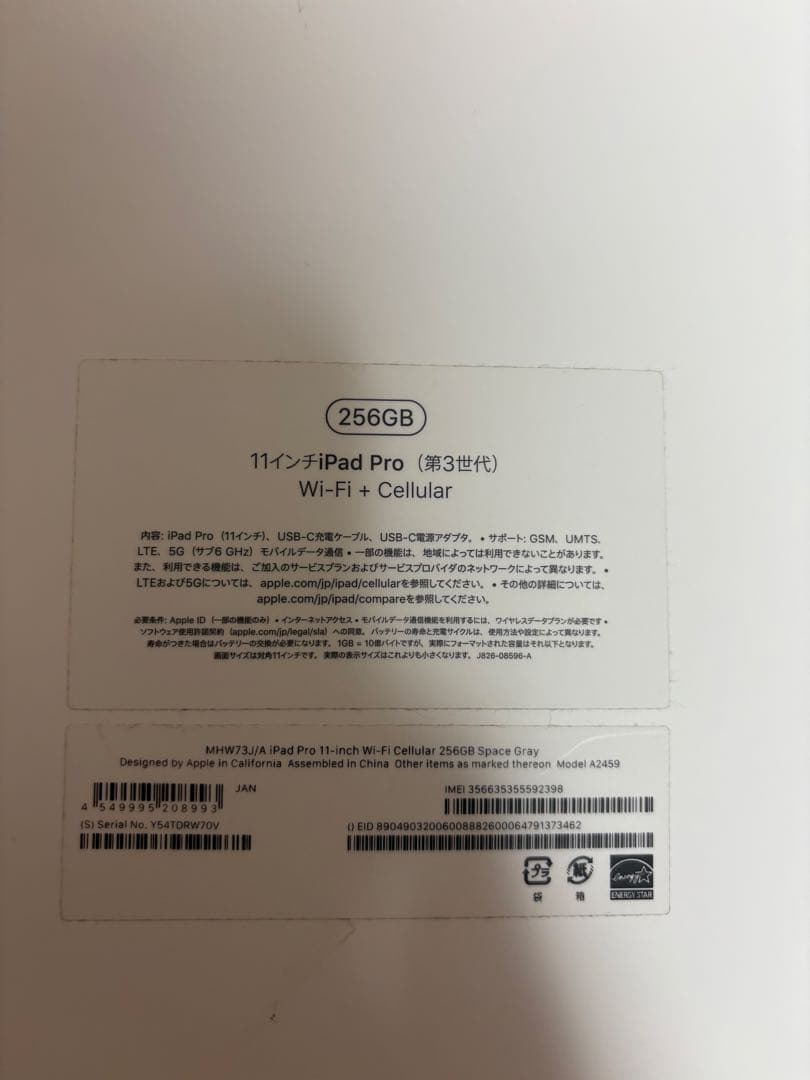 256GB
11インチiPad Pro（第3世代）
Wi-Fi + Cellular
内容: iPad Pro（11インチ）、USB-C充電ケーブル、USB-C電源アダプタ。• サポート: GSM、UMTS、
LTE、5G（サブ6 GHz）モバイルデータ通信 • 一部の機能は、地域によっては利用できないことがあります。
また、利用できる機能は、ご加入のサービスプランおよびサービスプロバイダのネットワークによって異なります。•
LTEおよび5Gについては、apple.com/jp/ipad/cellularを参照してください。• その他の詳細については、
apple.com/jp/ipad/compareを参照してください。
必要条件: Apple ID（一部の機能のみ）• インターネットアクセス • モバイルデータ通信機能を利用するには、ワイヤレスデータプランが必要です •
ソフトウェア使用許諾契約（apple.com/jp/legal/sla）への同意。バッテリーの寿命と充電サイクルは、使用方法や設定によって異なります。
寿命がつきた場合はバッテリーの交換が必要になります。1GB = 10億バイトですが、実際にフォーマットされた容量はそれ以下となります。
画面サイズは対角11インチです。実際の表示サイズはこれよりも小さくなります。J826-08596-A
MHW73J/A iPad Pro 11-inch Wi-Fi Cellular 256GB Space Gray
Designed by Apple in California Assembled in China Other items as marked thereon Model A2459
JAN
4 549995 208993
IMEI 356635355592398
(S) Serial No. Y54TDRW70V
() EID 89049032006008882600064791373462
プラ
袋
紙
箱
energy
ENERGY STAR